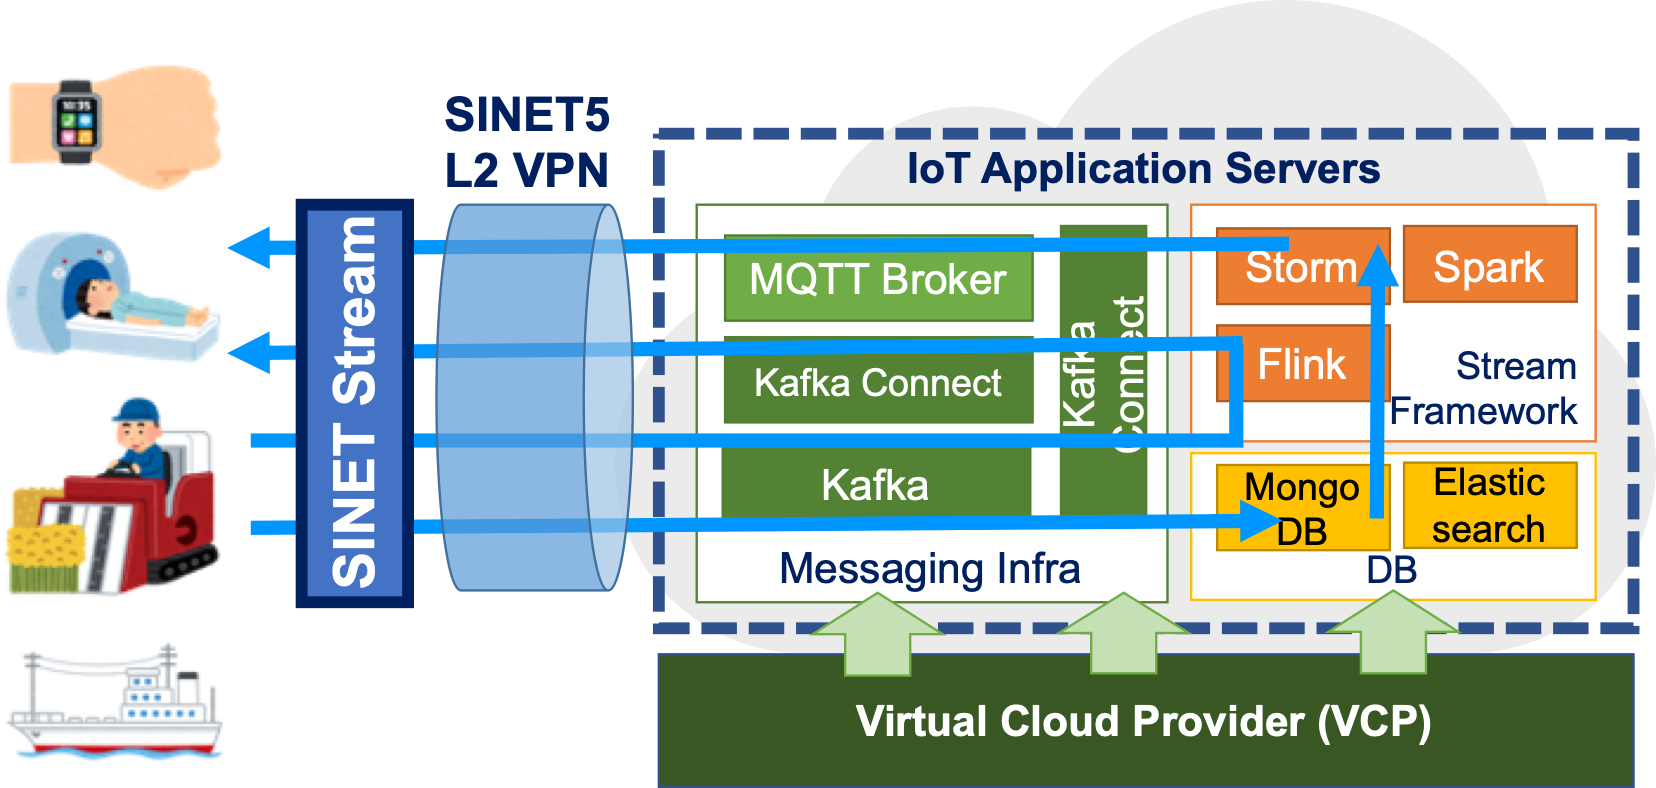 SINET5
L2 VPN
IoT Application Servers
10:35
SINET Stream
MQTT Broker
Kafka Connect
Kafka
Kafka
Connect
Messaging Infra
Storm
Spark
Flink
Stream
Framework
Mongo
DB
Elastic
search
DB
Virtual Cloud Provider (VCP)